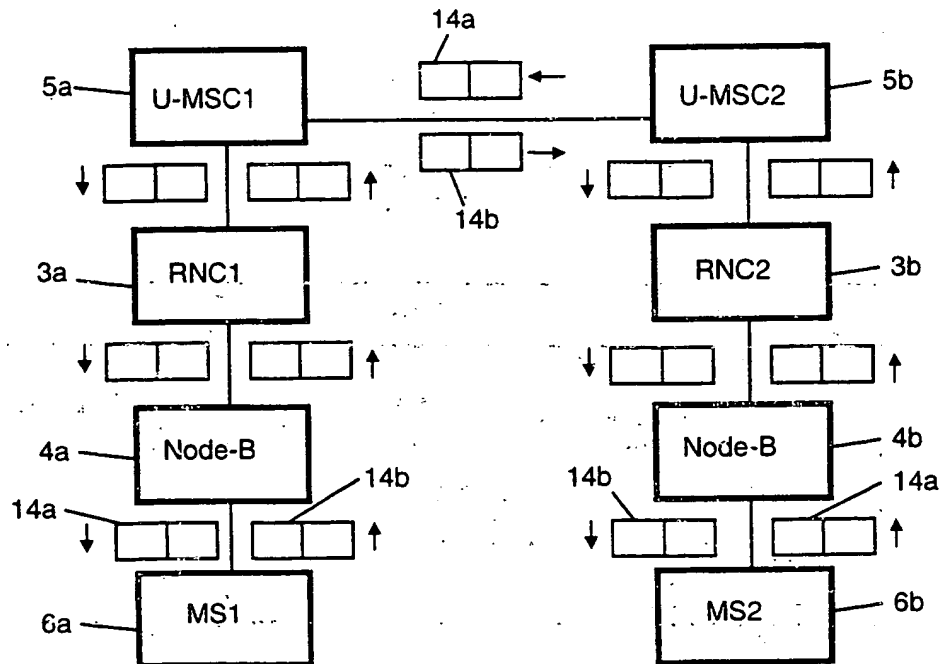 14a
5a
U-MSC1
U-MSC2
5b
14b
3a
RNC1
RNC2
3b
4a
Node-B
Node-B
4b
14a
14b
14b
14a
6a
MS1
MS2
6b